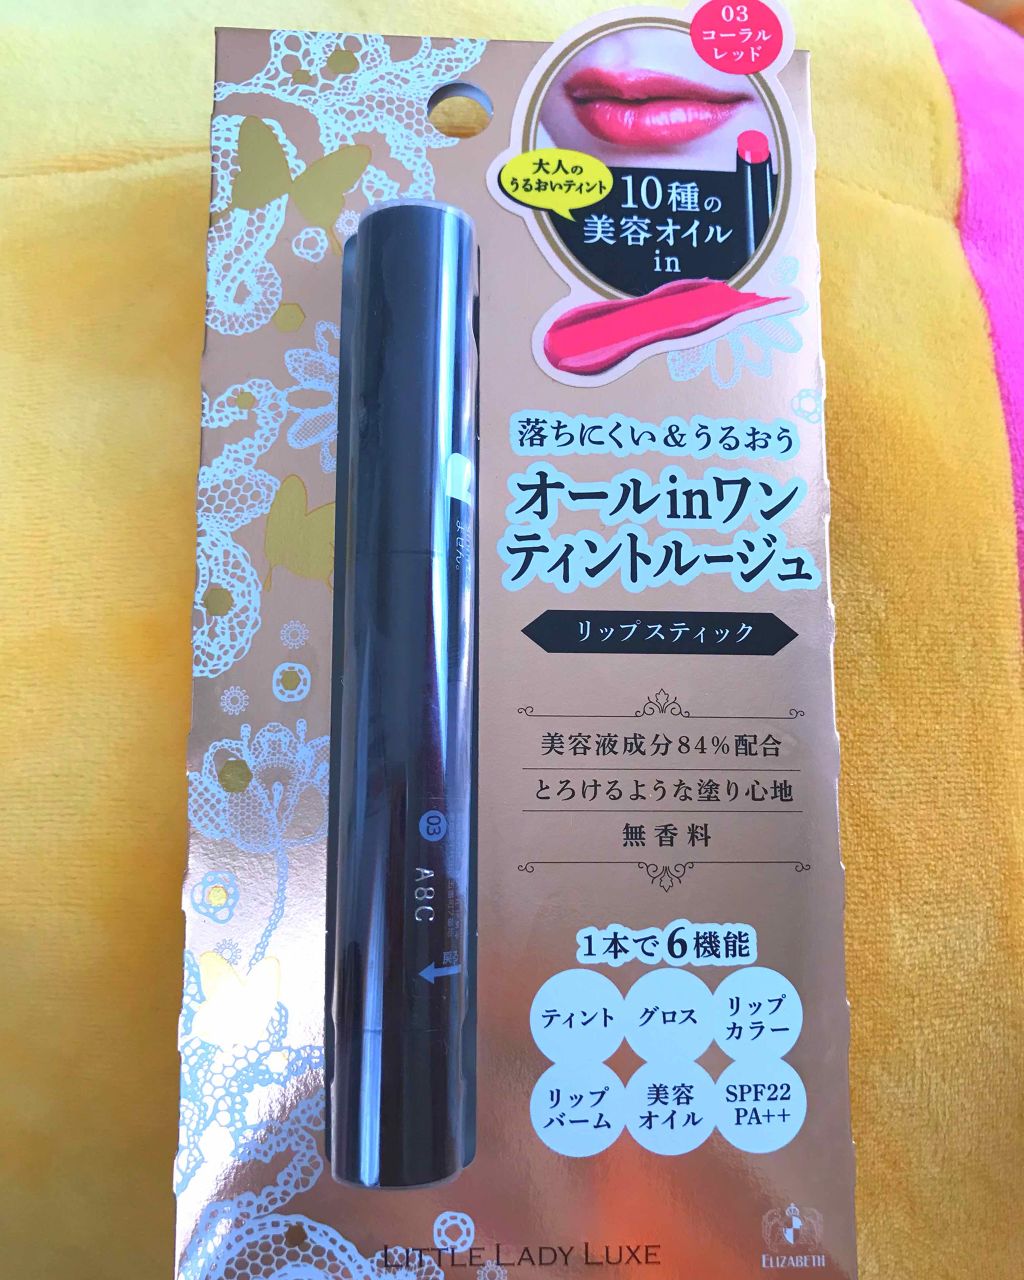 03
コーラル
レッド
大人の
うるおいティント
10種の
美容オイル
in
落ちにくい&うるおう
オールinワン
ティントルージュ
リップスティック
美容液成分84%配合
とろけるような塗り心地
無香料
1本で6機能
ティント
グロス
リップ
カラー
リップ
バーム
美容
オイル
SPF22
PA++
ません。
03
A8C
LITTLE LADY LUXE
ELIZABETH